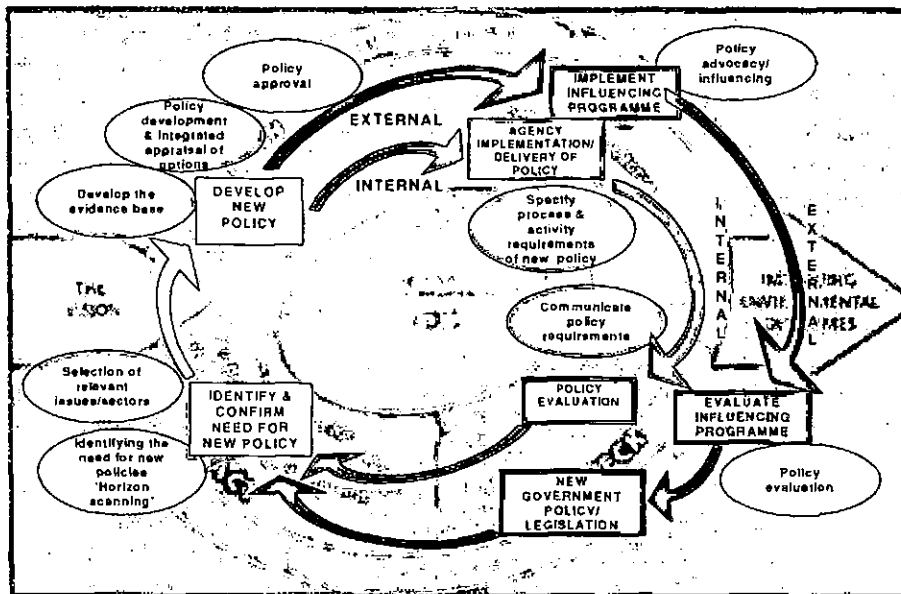 Policy
approval
Policy
advocacy/
influencing
IMPLEMENT
INFLUENCING
PROGRAMME
Policy
development
& integrated
appraisal of
options
EXTERNAL
AGENCY
IMPLEMENTATION/
DELIVERY OF
POLICY
INTERNAL
Develop the
evidence base
DEVELOP
NEW
POLICY
Specify
process &
activity
requirements
of new policy
INTERNAL
EXTERNAL
THE
Communicate
policy
requirements
Selection of
relevant
issues/sectors
IDENTIFY &
CONFIRM
NEED FOR
NEW POLICY
POLICY
EVALUATION
EVALUATE
INFLUENCING
PROGRAMME
Identifying the
need for new
policies
'Horizon
scanning'
NEW
GOVERNMENT
POLICY/
LEGISLATION
Policy
evaluation